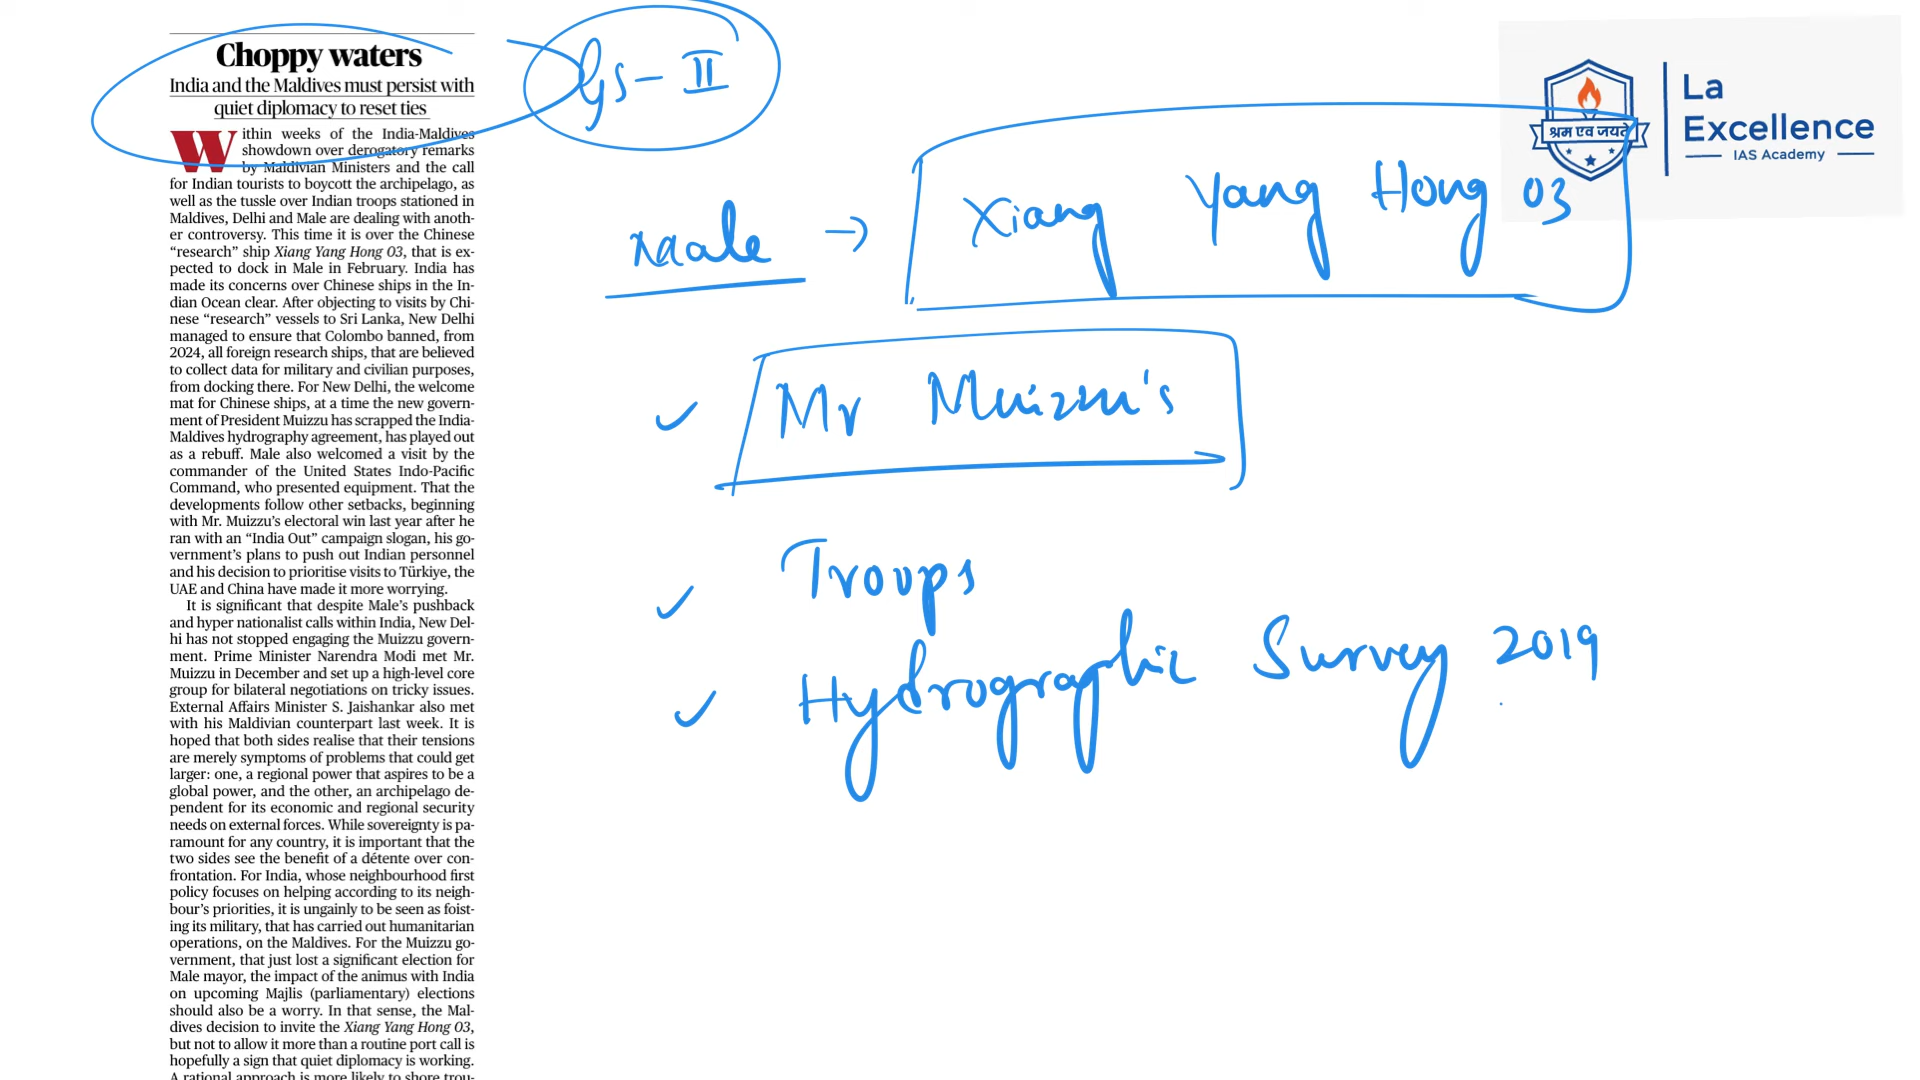 Choppy waters
India and the Maldives must persist with
quiet diplomacy to reset ties
Within weeks of the India-Maldives
showdown over derogatory remarks
by Maldivian Ministers and the call
for Indian tourists to boycott the archipelago, as
well as the tussle over Indian troops stationed in
Maldives, Delhi and Male are dealing with anoth-
er controversy. This time it is over the Chinese
“research” ship Xiang Yang Hong 03, that is ex-
pected to dock in Male in February. India has
made its concerns over Chinese ships in the In-
dian Ocean clear. After objecting to visits by Chi-
nese “research” vessels to Sri Lanka, New Delhi
managed to ensure that Colombo banned, from
2024, all foreign research ships, that are believed
to collect data for military and civilian purposes,
from docking there. For New Delhi, the welcome
mat for Chinese ships, at a time the new govern-
ment of President Muizzu has scrapped the India-
Maldives hydrography agreement, has played out
as a rebuff. Male also welcomed a visit by the
commander of the United States Indo-Pacific
Command, who presented equipment. That the
developments follow other setbacks, beginning
with Mr. Muizzu’s electoral win last year after he
ran with an “India Out” campaign slogan, his go-
vernment’s plans to push out Indian personnel
and his decision to prioritise visits to Türkiye, the
UAE and China have made it more worrying.
It is significant that despite Male’s pushback
and hyper nationalist calls within India, New Del-
hi has not stopped engaging the Muizzu govern-
ment. Prime Minister Narendra Modi met Mr.
Muizzu in December and set up a high-level core
group for bilateral negotiations on tricky issues.
External Affairs Minister S. Jaishankar also met
with his Maldivian counterpart last week. It is
hoped that both sides realise that their tensions
are merely symptoms of problems that could get
larger: one, a regional power that aspires to be a
global power, and the other, an archipelago de-
pendent for its economic and regional security
needs on external forces. While sovereignty is pa-
ramount for any country, it is important that the
two sides see the benefit of a détente over con-
frontation. For India, whose neighbourhood first
policy focuses on helping according to its neigh-
bour’s priorities, it is ungainly to be seen as foist-
ing its military, that has carried out humanitarian
operations, on the Maldives. For the Muizzu go-
vernment, that just lost a significant election for
Male mayor, the impact of the animus with India
on upcoming Majlis (parliamentary) elections
should also be a worry. In that sense, the Mal-
dives decision to invite the Xiang Yang Hong 03,
but not to allow it more than a routine port call is
hopefully a sign that quiet diplomacy is working.
A rational approach is more likely to shore trou-
GS - II
Male → Xiang Yang Hong 03
✓ Mr Muizzu's
✓ Troops
✓ Hydrographic Survey 2019
श्रम एव जयते
La
Excellence
IAS Academy